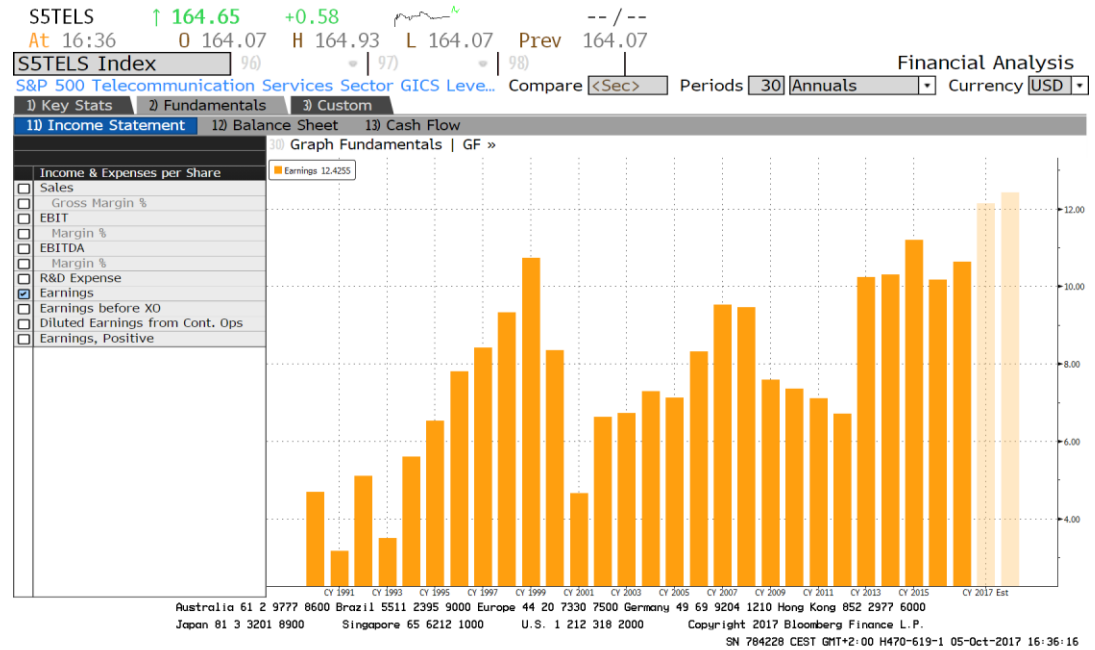 S5TELS ↑ 164.65 +0.58 -- / --
At 16:36 O 164.07 H 164.93 L 164.07 Prev 164.07
S5TELS Index 96) 97) 98) Financial Analysis
S&P 500 Telecommunication Services Sector GICS Leve... Compare <Sec> Periods 30 Annuals Currency USD
1) Key Stats 2) Fundamentals 3) Custom
11) Income Statement 12) Balance Sheet 13) Cash Flow
30) Graph Fundamentals | GF »
Income & Expenses per Share
Sales
Gross Margin %
EBIT
Margin %
EBITDA
Margin %
R&D Expense
Earnings
Earnings before XO
Diluted Earnings from Cont. Ops
Earnings, Positive
Earnings 12.4255
12.00
10.00
8.00
6.00
4.00
CY 1991 CY 1993 CY 1995 CY 1997 CY 1999 CY 2001 CY 2003 CY 2005 CY 2007 CY 2009 CY 2011 CY 2013 CY 2015 CY 2017 Est
Australia 61 2 9777 8600 Brazil 5511 2395 9000 Europe 44 20 7330 7500 Germany 49 69 9204 1210 Hong Kong 852 2977 6000
Japan 81 3 3201 8900 Singapore 65 6212 1000 U.S. 1 212 318 2000 Copyright 2017 Bloomberg Finance L.P.
SN 784228 CEST GMT+2:00 H470-619-1 05-Oct-2017 16:36:16